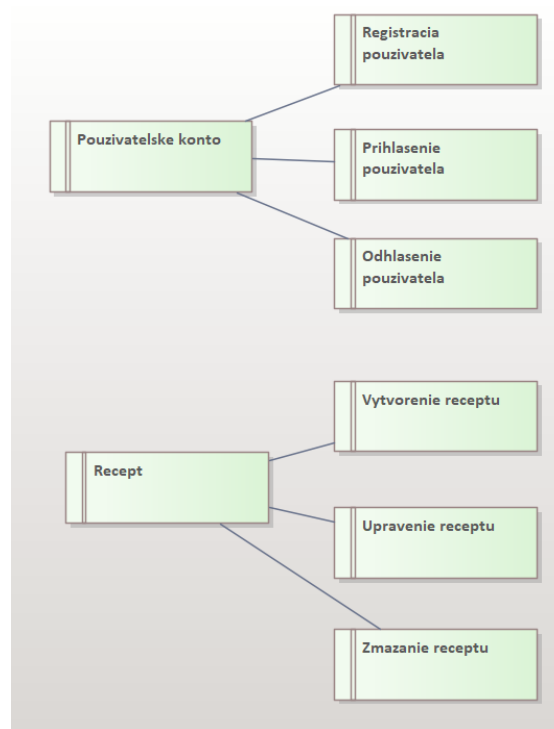 Registracia
pouzivatela
Pouzivatelske konto
Prihlasenie
pouzivatela
Odhlasenie
pouzivatela
Vytvorenie receptu
Recept
Upravenie receptu
Zmazanie receptu